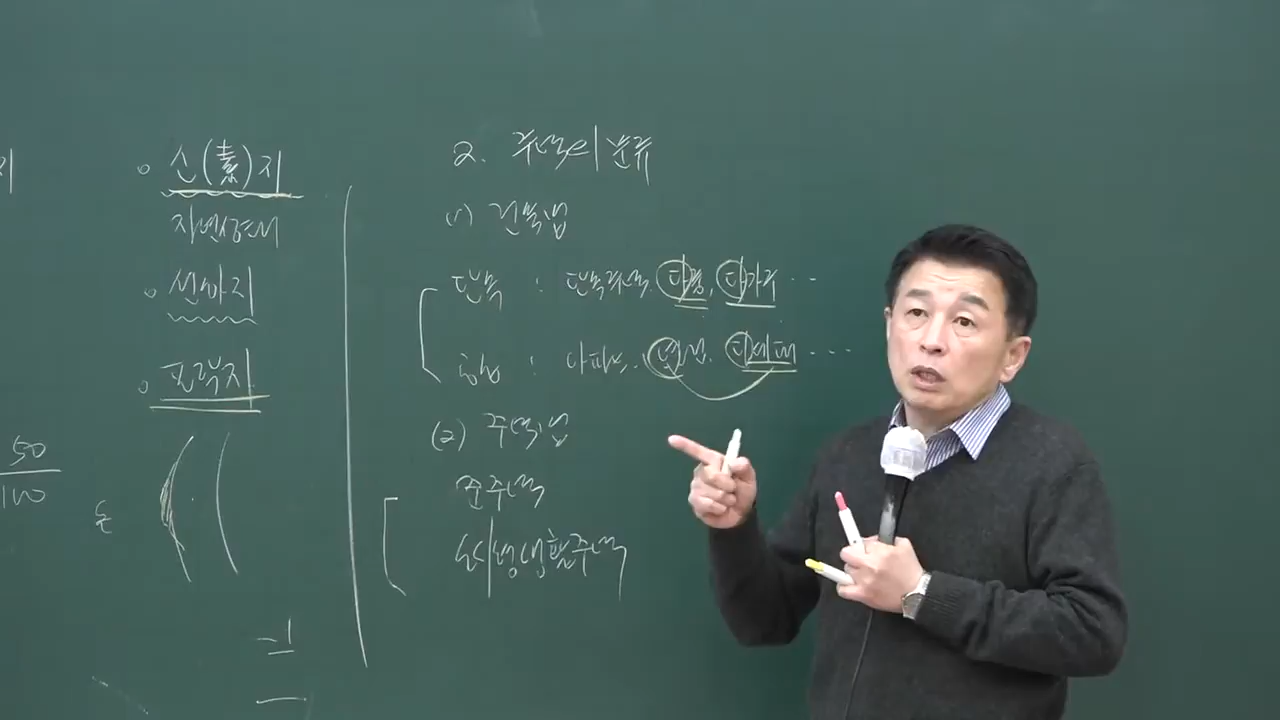 소(素)지
자연상태
선하지
포락지
50
100
2. 주택의 분류
(1) 건축법
단독 : 단독주택, 다중, 다가주 ...
공동 : 아파트, 연립, 다세대 ...
(2) 주택법
준주택
도시형생활주택